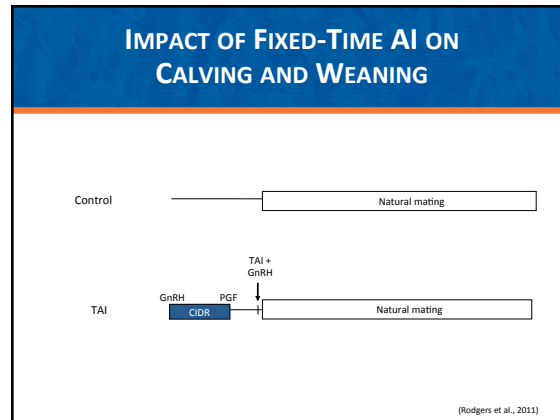 IMPACT OF FIXED-TIME AI ON
CALVING AND WEANING
Control
Natural mating
TAI +
GnRH
GnRH
PGF
TAI
CIDR
Natural mating
(Rodgers et al., 2011)